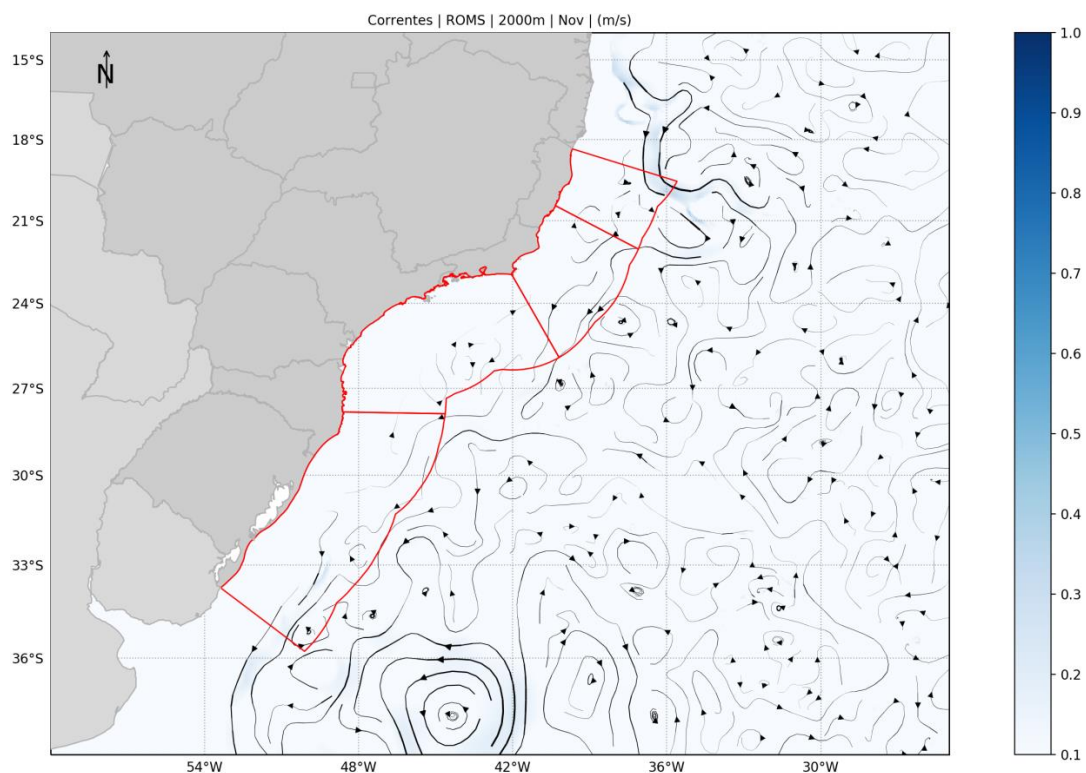 Correntes | ROMS | 2000m | Nov | (m/s)
N
15°S
18°S
21°S
24°S
27°S
30°S
33°S
36°S
54°W
48°W
42°W
36°W
30°W
1.0
0.9
0.8
0.7
0.6
0.5
0.4
0.3
0.2
0.1